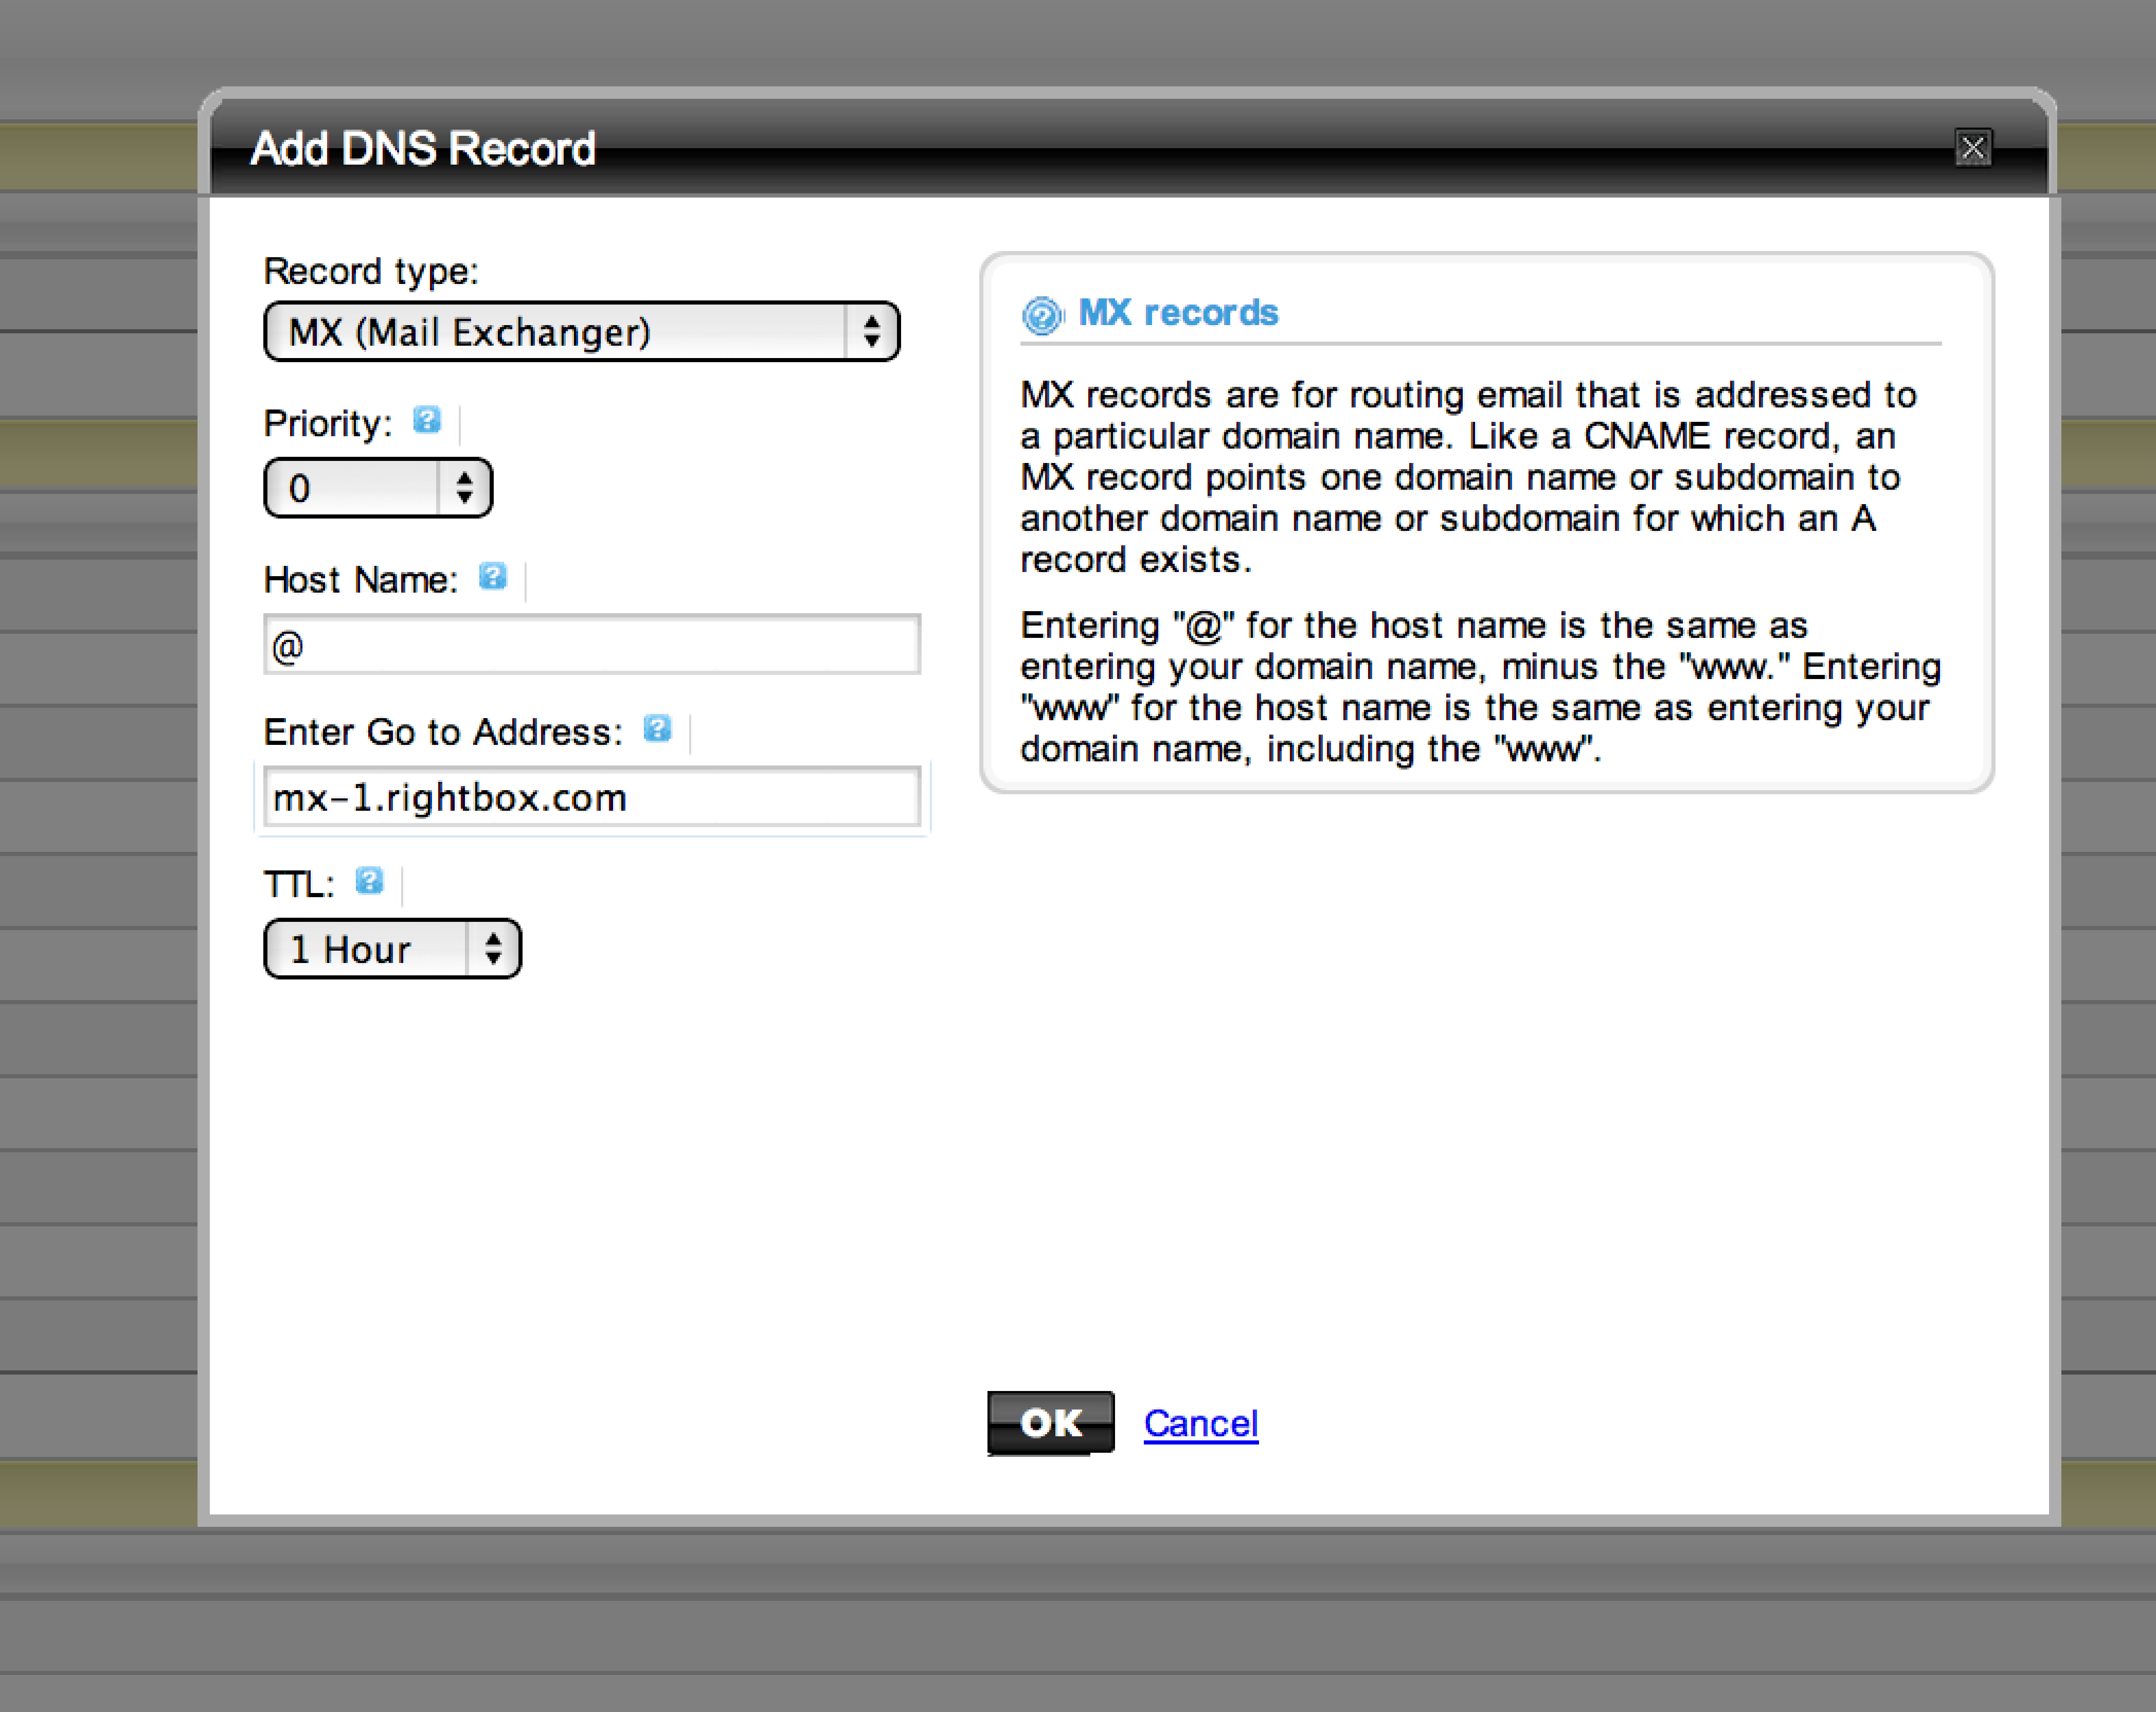 Add DNS Record
Record type:
MX (Mail Exchanger)
Priority:
0
Host Name:
@
Enter Go to Address:
mx-1.rightbox.com
TTL:
1 Hour
MX records
MX records are for routing email that is addressed to
a particular domain name. Like a CNAME record, an
MX record points one domain name or subdomain to
another domain name or subdomain for which an A
record exists.
Entering "@" for the host name is the same as
entering your domain name, minus the "www." Entering
"www" for the host name is the same as entering your
domain name, including the "www".
OK Cancel